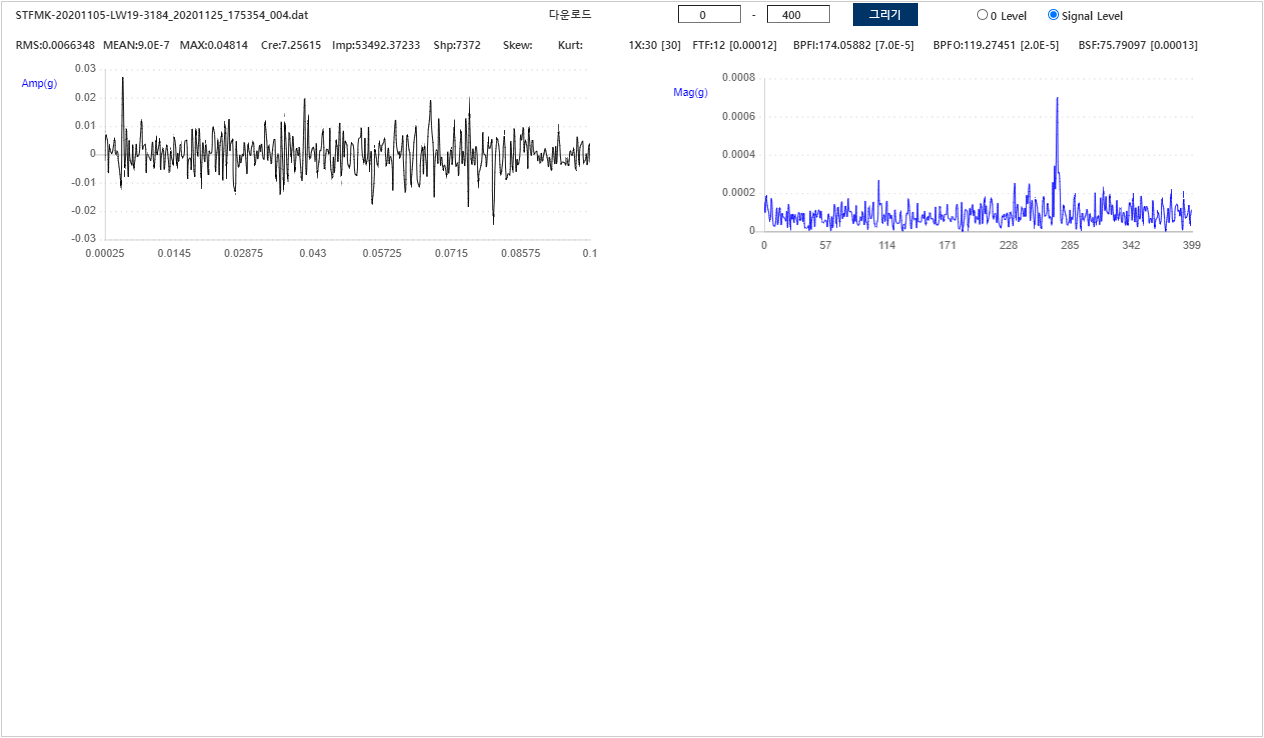 STFMK-20201105-LW19-3184_20201125_175354_004.dat 다운로드 0 - 400 그리기 0 Level Signal Level
RMS:0.0066348 MEAN:9.0E-7 MAX:0.04814 Cre:7.25615 Imp:53492.37233 Shp:7372 Skew: Kurt: 1X:30 [30] FTF:12 [0.00012] BPFI:174.05882 [7.0E-5] BPFO:119.27451 [2.0E-5] BSF:75.79097 [0.00013]
Amp(g)
0.03
0.02
0.01
0
-0.01
-0.02
-0.03
0.00025 0.0145 0.02875 0.043 0.05725 0.0715 0.08575 0.1
Mag(g)
0.0008
0.0006
0.0004
0.0002
0
0 57 114 171 228 285 342 399